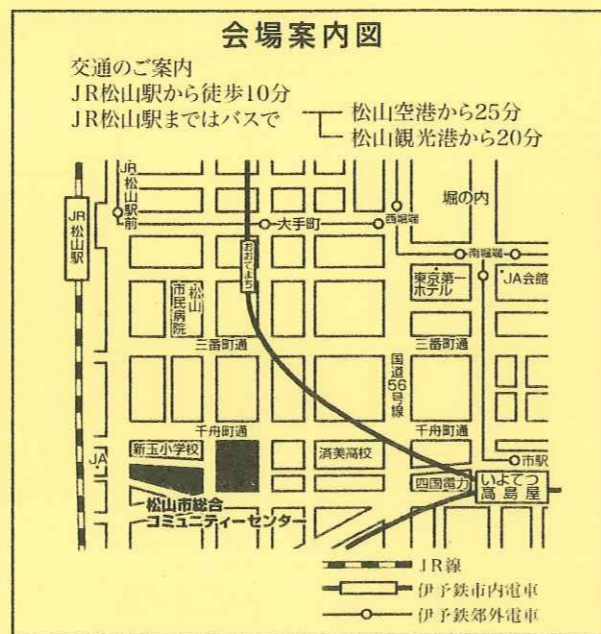 会場案内図
交通のご案内
JR松山駅から徒歩10分
JR松山駅まではバスで
松山空港から25分
松山観光港から20分
JR松山駅前
大手町
西堀端
堀の内
JR松山駅
おおてまち
南堀端
松山市民病院
東京第一ホテル
JA会館
三番町通
三番町通
国道56号線
千舟町通
千舟町通
JA
新玉小学校
済美高校
市駅
四国電力
いよてつ
高島屋
松山市総合
コミュニティーセンター
JR線
伊予鉄市内電車
伊予鉄郊外電車